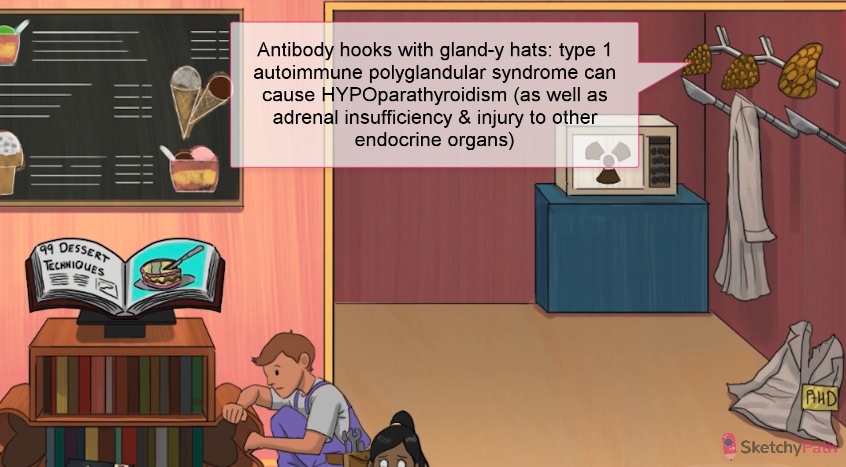 Antibody hooks with gland-y hats: type 1
autoimmune polyglandular syndrome can
cause HYPOparathyroidism (as well as
adrenal insufficiency & injury to other
endocrine organs)
99 DESSERT
TECHNIQUES
PHD
SketchyPath